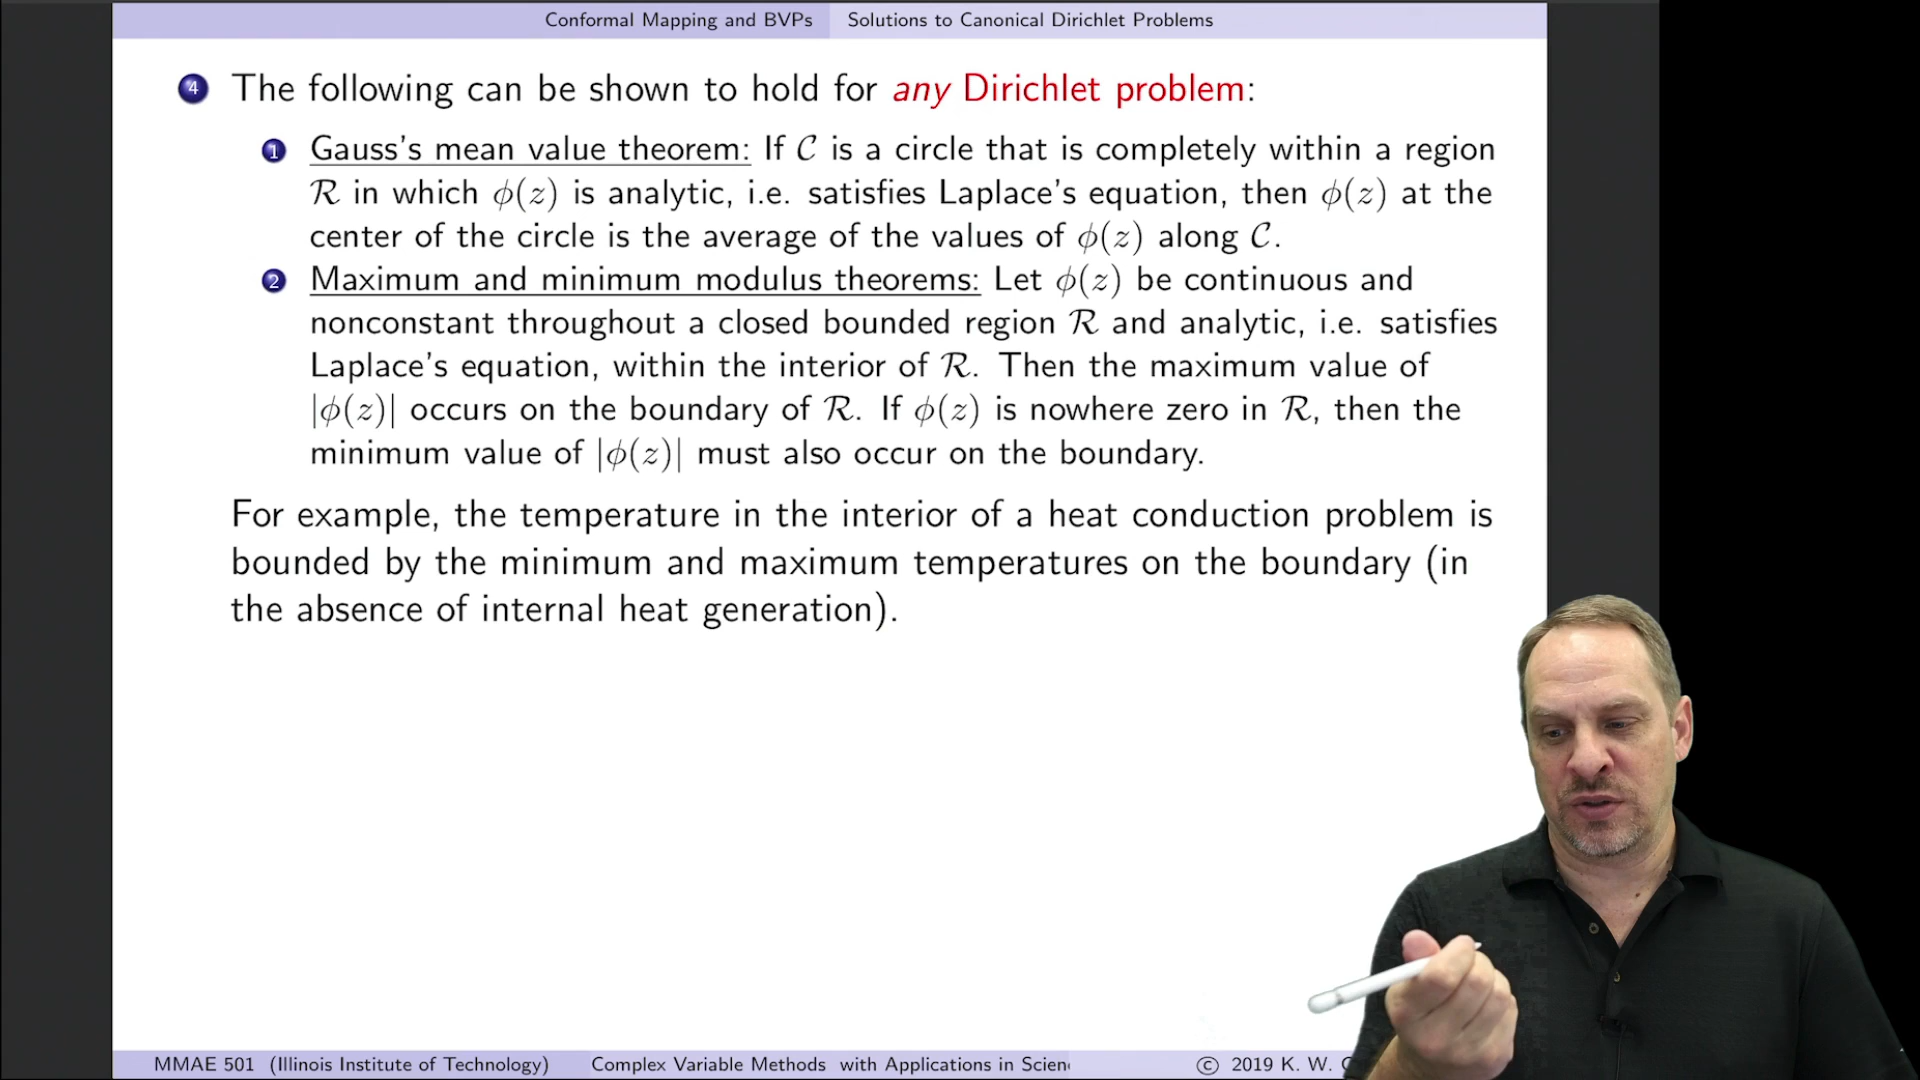 Conformal Mapping and BVPs Solutions to Canonical Dirichlet Problems
4 The following can be shown to hold for any Dirichlet problem:
1 Gauss's mean value theorem: If C is a circle that is completely within a region
R in which ϕ(z) is analytic, i.e. satisfies Laplace's equation, then ϕ(z) at the
center of the circle is the average of the values of ϕ(z) along C.
2 Maximum and minimum modulus theorems: Let ϕ(z) be continuous and
nonconstant throughout a closed bounded region R and analytic, i.e. satisfies
Laplace's equation, within the interior of R. Then the maximum value of
|ϕ(z)| occurs on the boundary of R. If ϕ(z) is nowhere zero in R, then the
minimum value of |ϕ(z)| must also occur on the boundary.
For example, the temperature in the interior of a heat conduction problem is
bounded by the minimum and maximum temperatures on the boundary (in
the absence of internal heat generation).
MMAE 501 (Illinois Institute of Technology) Complex Variable Methods with Applications in Scien © 2019 K. W.